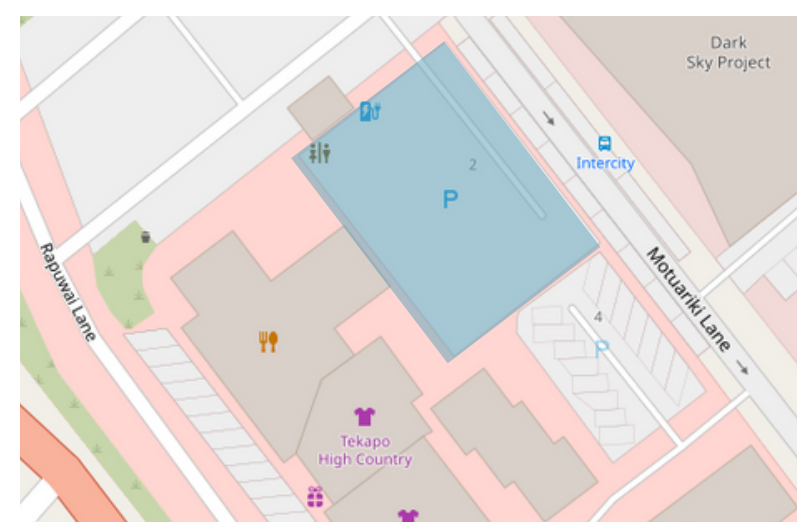 Dark
Sky Project
2
P
Intercity
Rapuwai Lane
Motuariki Lane
4
P
Tekapo
High Country